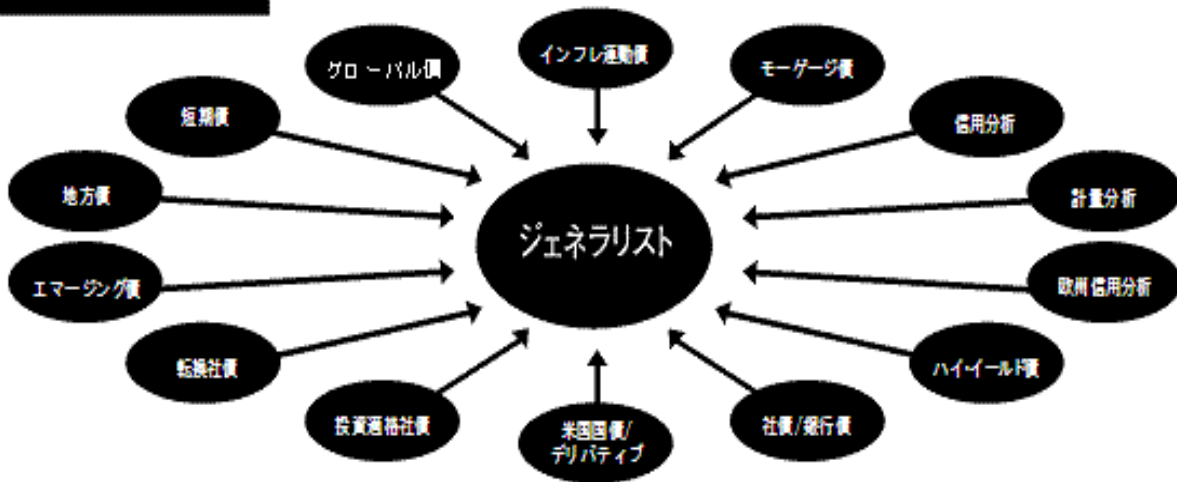 インフレ連動債
グローバル債
モーゲージ債
短期債
信用分析
地方債
計量分析
ジェネラリスト
エマージング債
欧州信用分析
転換社債
ハイ・イールド債
投資適格社債
米国国債/
デリバティブ
社債/銀行債